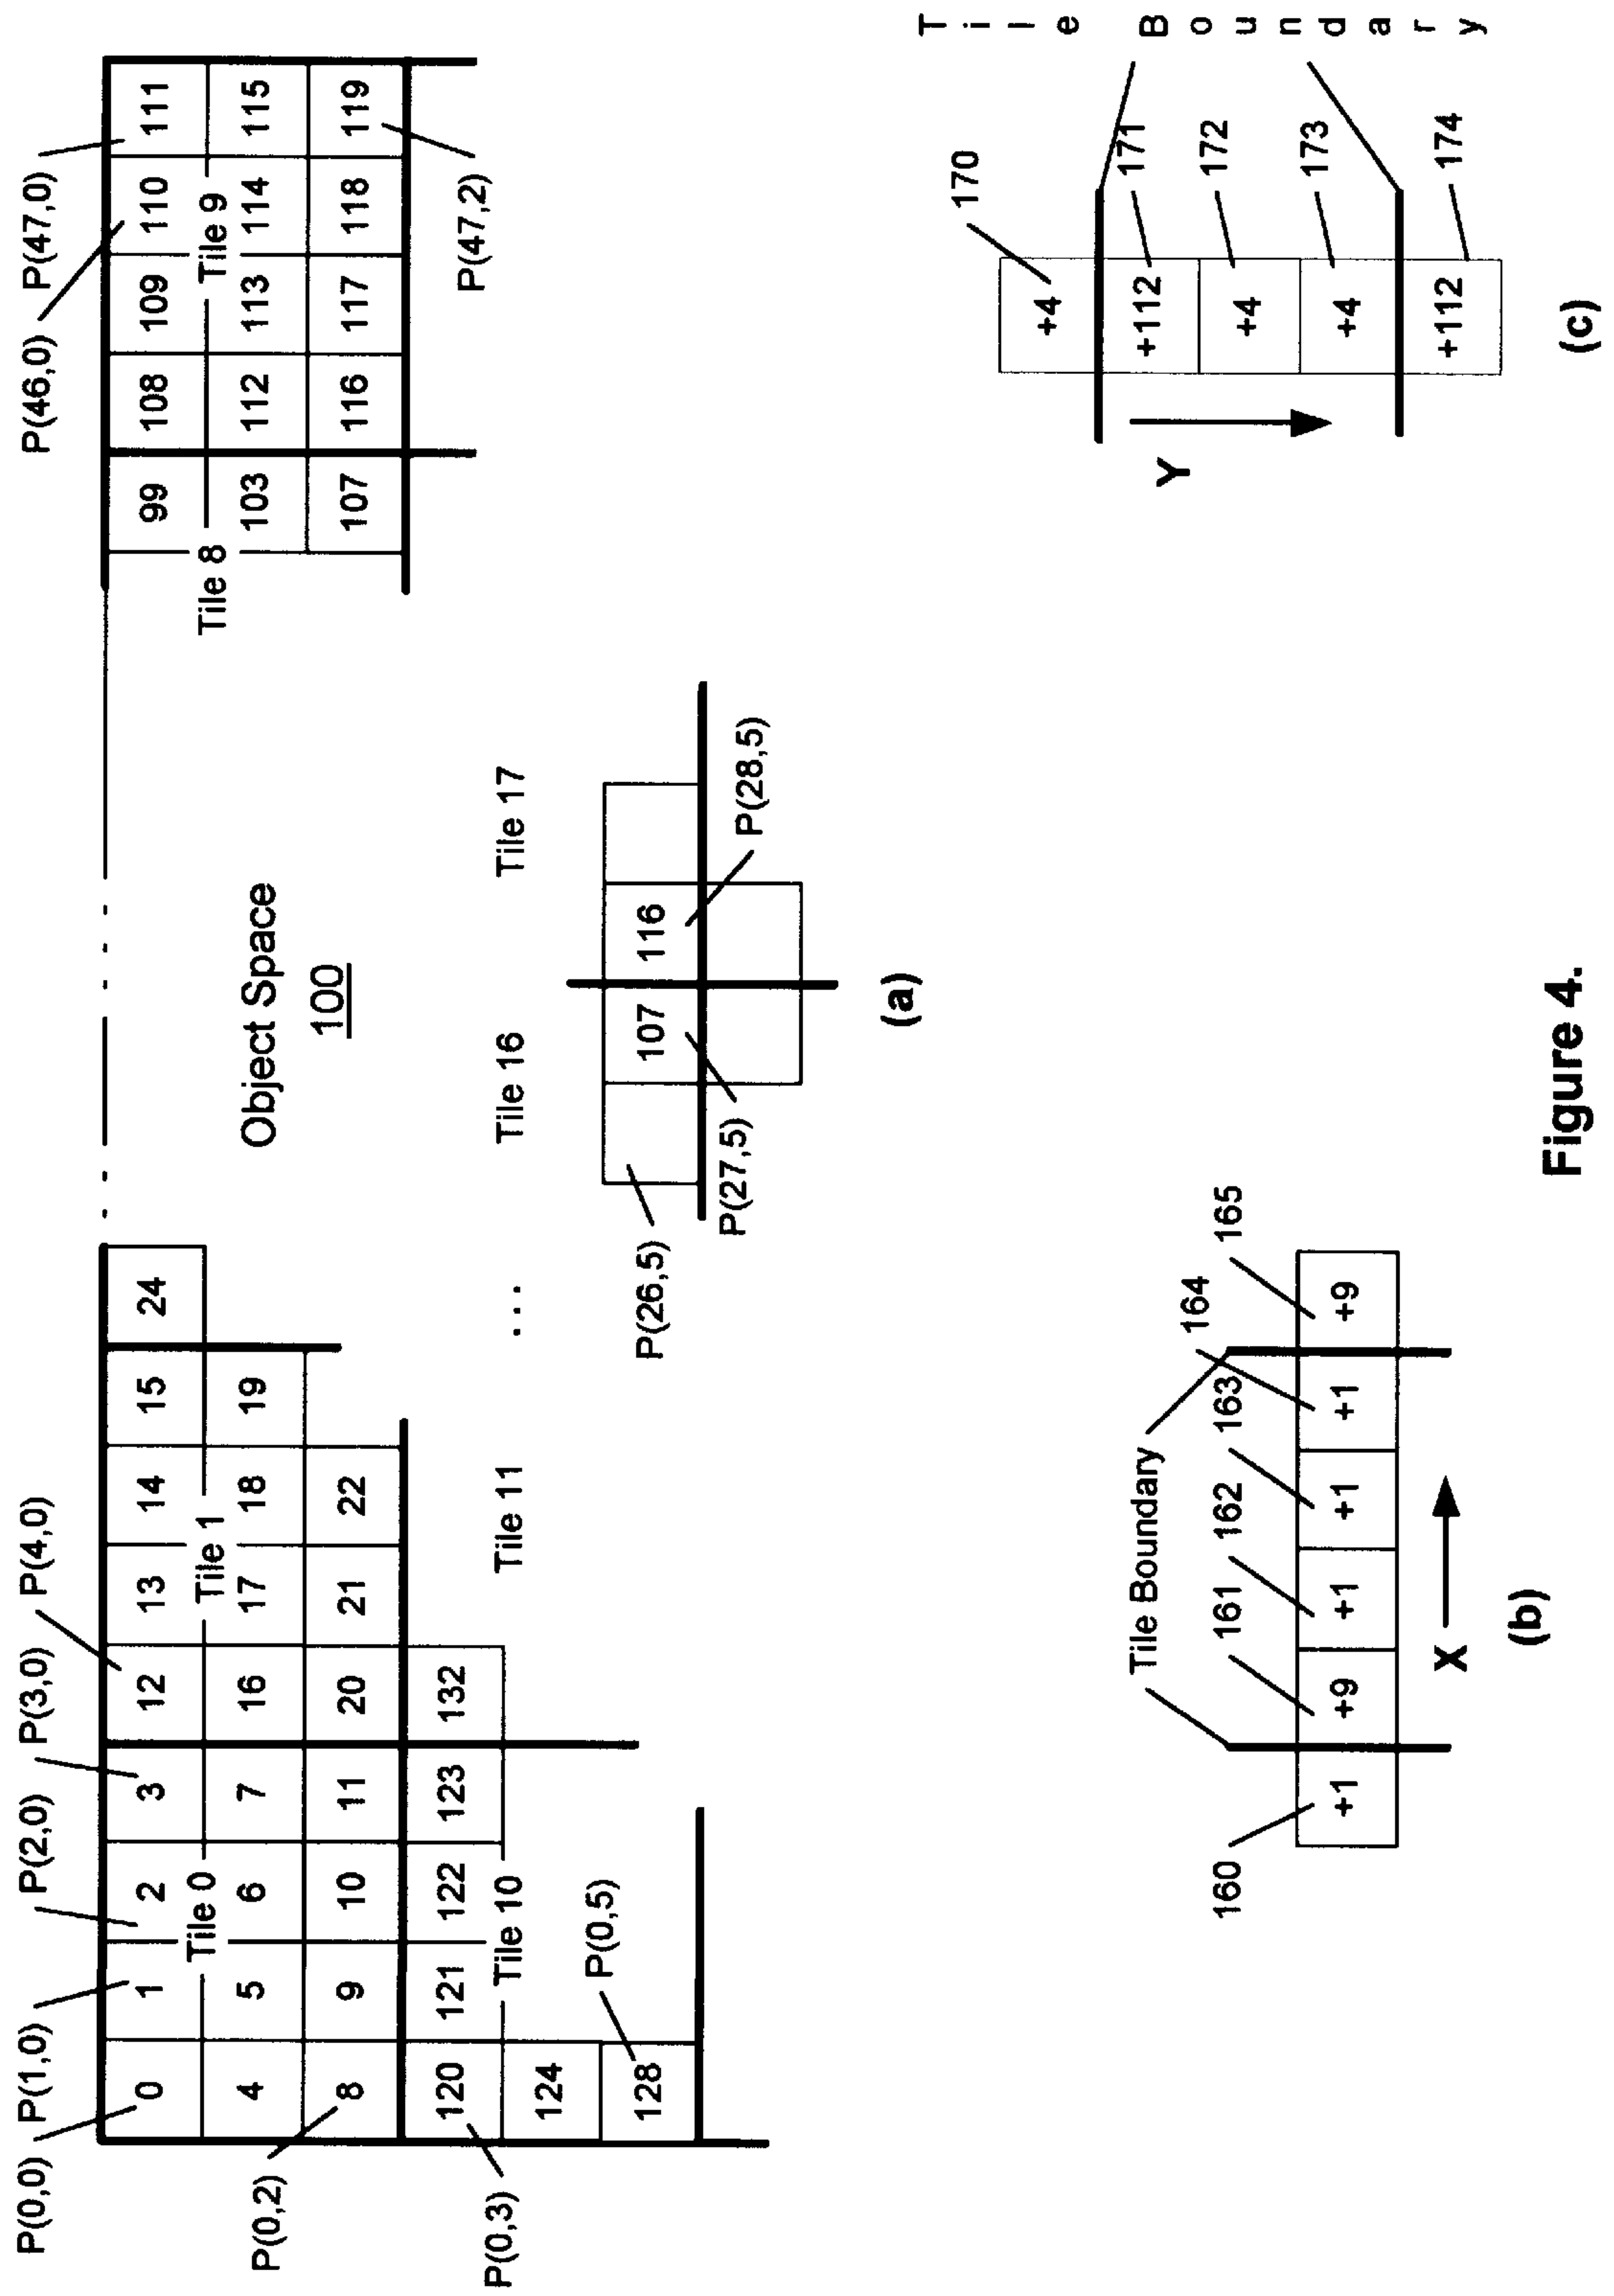 P(0,0) P(1,0) P(2,0) P(3,0) P(4,0)
0 1 2 3 12 13 14 15 24
Tile 0 Tile 1
4 5 6 7 16 17 18 19
8 9 10 11 20 21 22
P(0,2)
120 121 122 123 132
P(0,3)
Tile 10 Tile 11
124
128
P(0,5)
...
Object Space
100
P(46,0) P(47,0)
99 108 109 110 111
Tile 8 Tile 9
103 112 113 114 115
107 116 117 118 119
P(47,2)
Tile 16 Tile 17
107 116
P(26,5) P(27,5) P(28,5)
(a)
Tile Boundary
160 161 162 163 164 165
+1 +9 +1 +1 +1 +9
X
(b)
170
+4
171
+112
172
+4
173
+4
174
+112
Y
Tile Boundary
(c)
Figure 4.